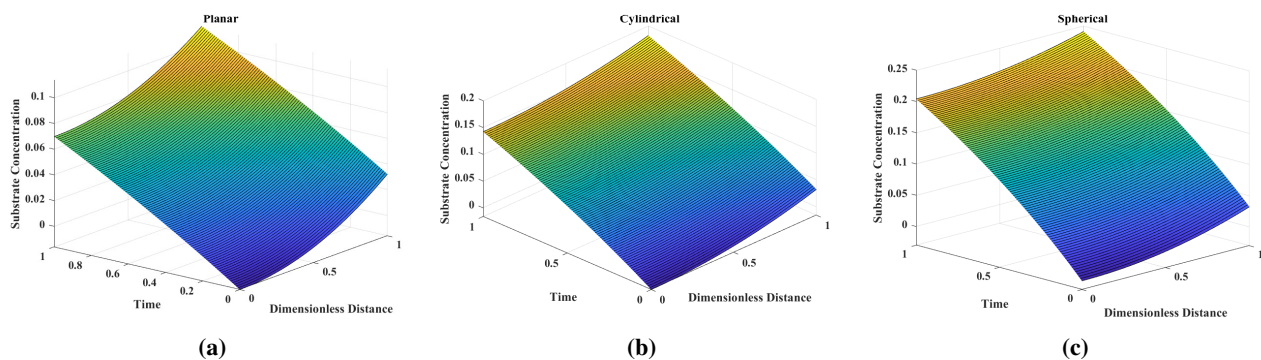 Planar
0.1
0.08
0.06
0.04
0.02
0
Substrate Concentration
1
0.8
0.6
0.4
0.2
0
Time
0
0.5
1
Dimensionless Distance
(a)
Cylindrical
0.2
0.15
0.1
0.05
0
Substrate Concentration
1
0.5
0
Time
0
0.5
1
Dimensionless Distance
(b)
Spherical
0.25
0.2
0.15
0.1
0.05
0
Substrate Concentration
1
0.5
0
Time
0
0.5
1
Dimensionless Distance
(c)